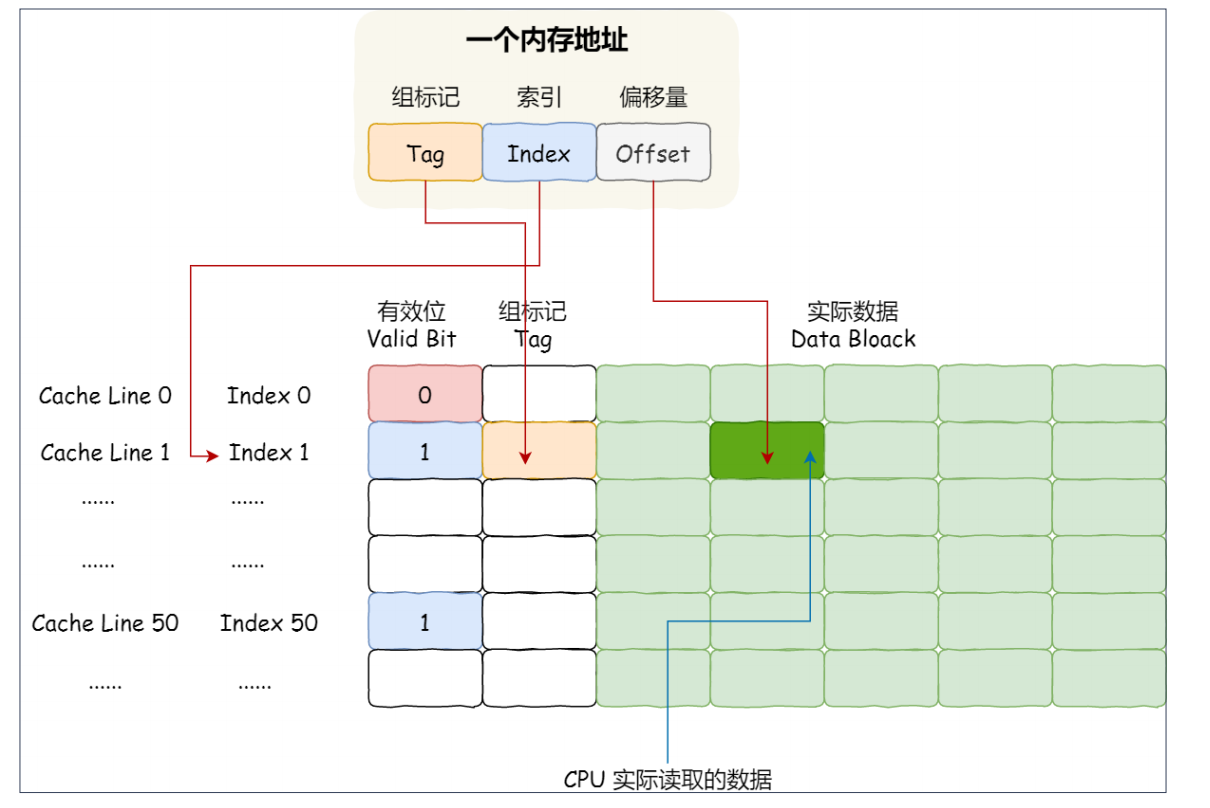 一个内存地址
组标记 索引 偏移量
Tag Index Offset
有效位 组标记 实际数据
Valid Bit Tag Data Bloack
Cache Line 0 Index 0 0
Cache Line 1 Index 1 1
...... ......
...... ......
Cache Line 50 Index 50 1
...... ......
CPU 实际读取的数据